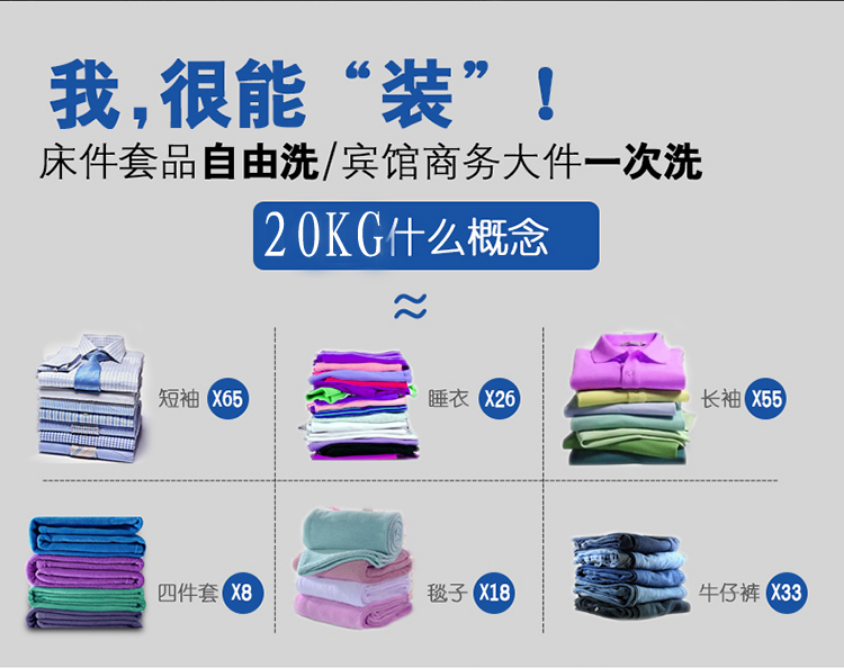 我,很能“装”!
床件套品自由洗/宾馆商务大件一次洗
20KG什么概念
≈
短袖 X65
睡衣 X26
长袖 X55
四件套 X8
毯子 X18
牛仔裤 X33